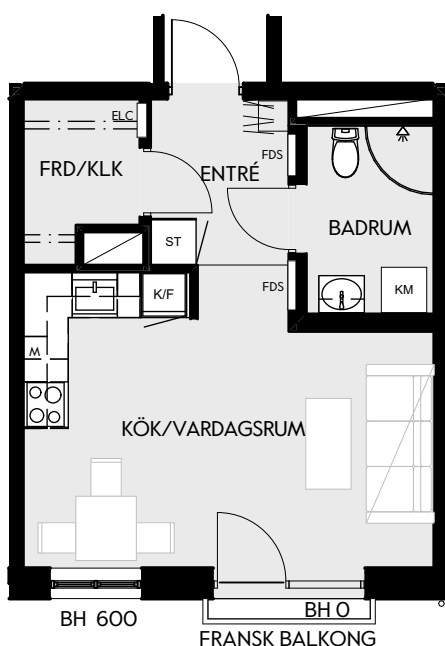 ELC
FRD/KLK
ENTRÉ
FDS
BADRUM
ST
K/F
FDS
KM
M
KÖK/VARDAGSRUM
BH 600
BH 0
FRANSK BALKONG